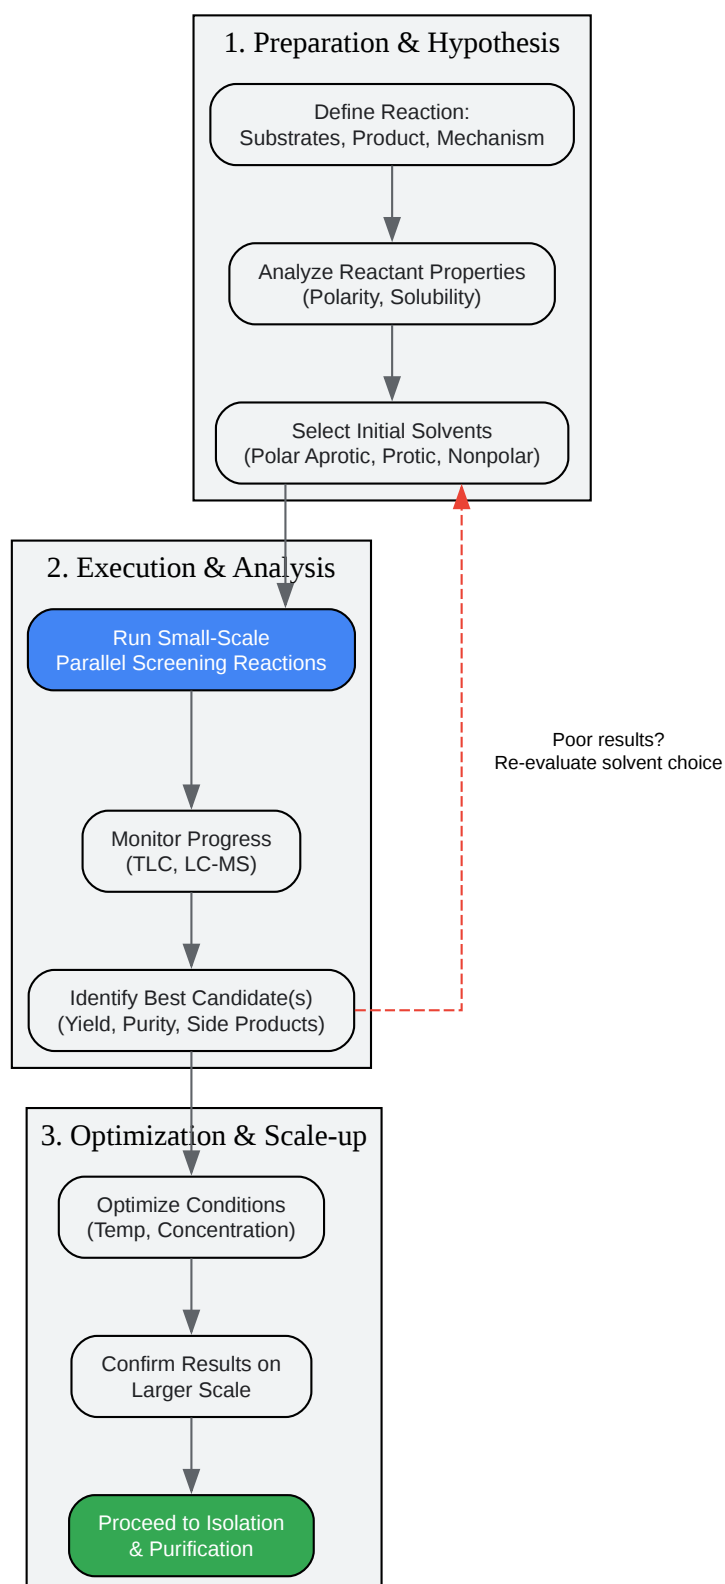 1. Preparation & Hypothesis
Define Reaction:
Substrates, Product, Mechanism
Analyze Reactant Properties
(Polarity, Solubility)
Select Initial Solvents
(Polar Aprotic, Protic, Nonpolar)
2. Execution & Analysis
Run Small-Scale
Parallel Screening Reactions
Poor results?
Re-evaluate solvent choice
Monitor Progress
(TLC, LC-MS)
Identify Best Candidate(s)
(Yield, Purity, Side Products)
3. Optimization & Scale-up
Optimize Conditions
(Temp, Concentration)
Confirm Results on
Larger Scale
Proceed to Isolation
& Purification